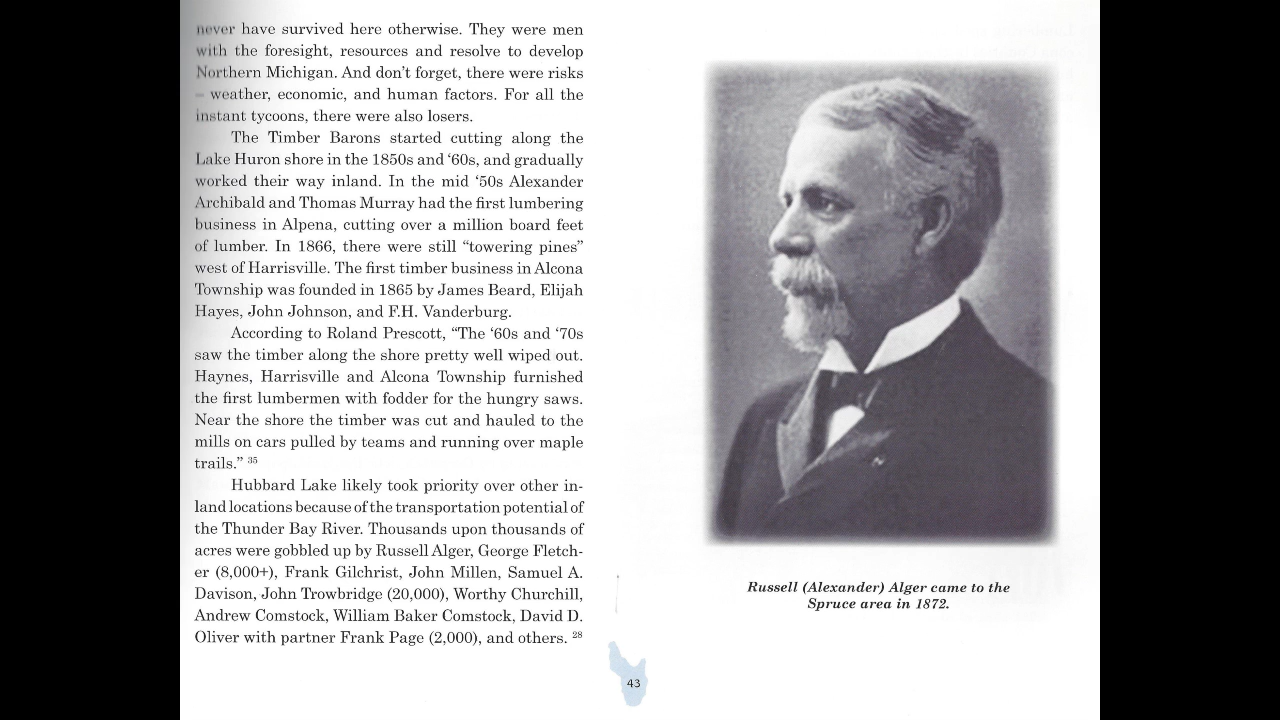 never have survived here otherwise. They were men
with the foresight, resources and resolve to develop
Northern Michigan. And don't forget, there were risks
– weather, economic, and human factors. For all the
instant tycoons, there were also losers.
The Timber Barons started cutting along the
Lake Huron shore in the 1850s and ‘60s, and gradually
worked their way inland. In the mid ‘50s Alexander
Archibald and Thomas Murray had the first lumbering
business in Alpena, cutting over a million board feet
of lumber. In 1866, there were still “towering pines”
west of Harrisville. The first timber business in Alcona
Township was founded in 1865 by James Beard, Elijah
Hayes, John Johnson, and F.H. Vanderburg.
According to Roland Prescott, “The ‘60s and ‘70s
saw the timber along the shore pretty well wiped out.
Haynes, Harrisville and Alcona Township furnished
the first lumbermen with fodder for the hungry saws.
Near the shore the timber was cut and hauled to the
mills on cars pulled by teams and running over maple
trails.” 35
Hubbard Lake likely took priority over other in-
land locations because of the transportation potential of
the Thunder Bay River. Thousands upon thousands of
acres were gobbled up by Russell Alger, George Fletch-
er (8,000+), Frank Gilchrist, John Millen, Samuel A.
Davison, John Trowbridge (20,000), Worthy Churchill,
Andrew Comstock, William Baker Comstock, David D.
Oliver with partner Frank Page (2,000), and others. 28
Russell (Alexander) Alger came to the
Spruce area in 1872.
43